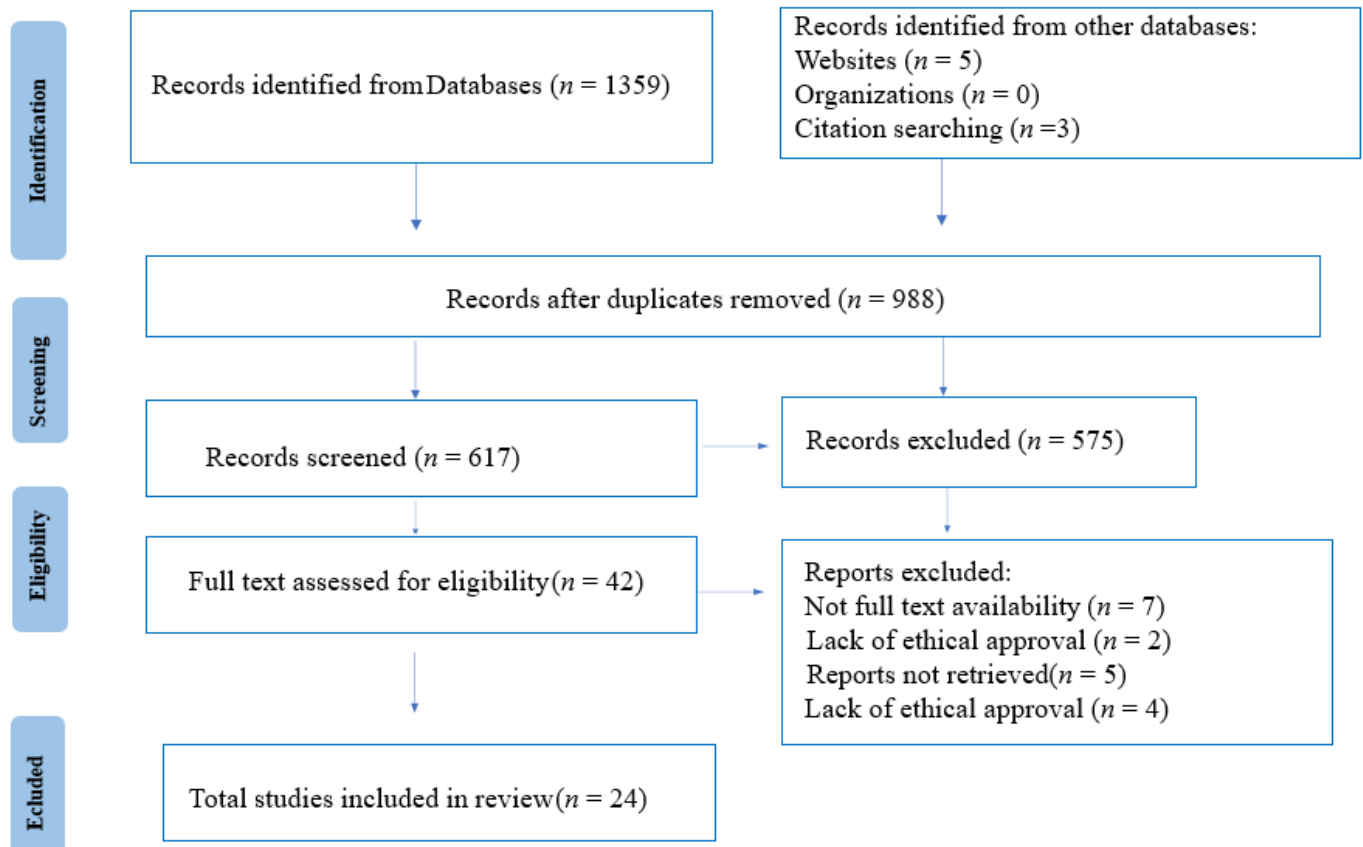 Identification
Records identified fromDatabases (n = 1359)
Records identified from other databases:
Websites (n = 5)
Organizations (n = 0)
Citation searching (n =3)
Records after duplicates removed (n = 988)
Screening
Records screened (n = 617)
Records excluded (n = 575)
Eligibility
Full text assessed for eligibility(n = 42)
Reports excluded:
Not full text availability (n = 7)
Lack of ethical approval (n = 2)
Reports not retrieved(n = 5)
Lack of ethical approval (n = 4)
Ecluded
Total studies included in review(n = 24)